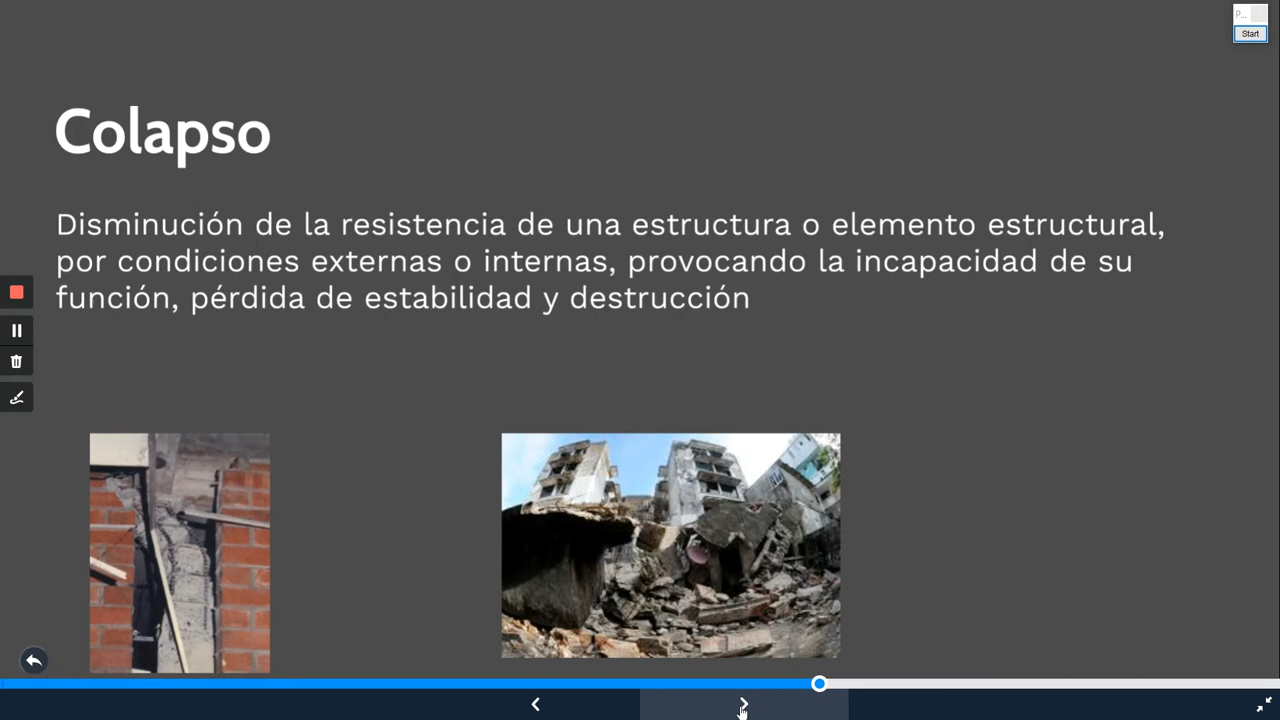 P...
Start
Colapso
Disminución de la resistencia de una estructura o elemento estructural,
por condiciones externas o internas, provocando la incapacidad de su
función, pérdida de estabilidad y destrucción